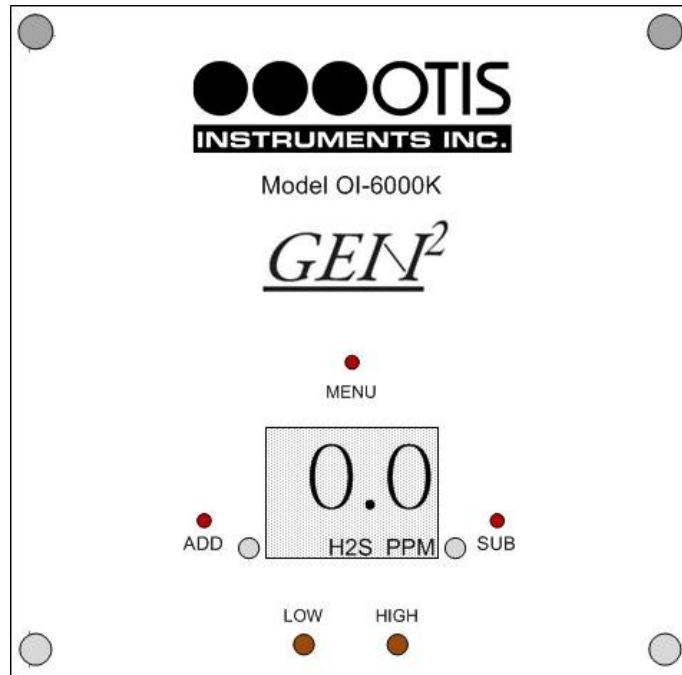 OTIS
INSTRUMENTS INC.
Model OI-6000K
GEN²
MENU
0.0
H2S PPM
ADD
SUB
LOW HIGH